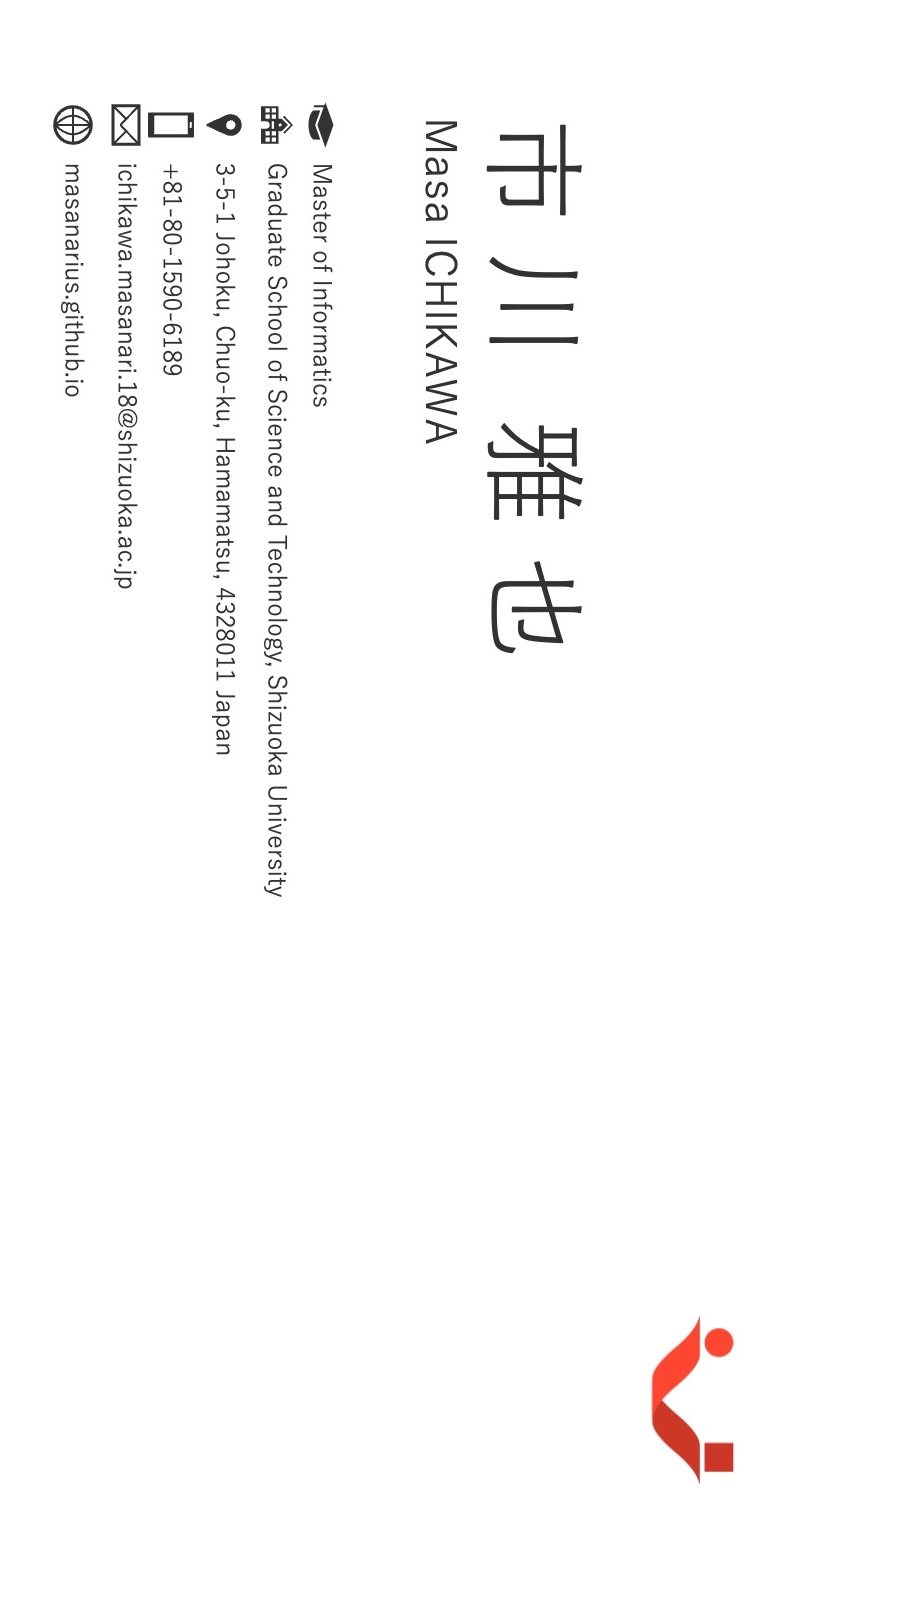 市川 雅也
Masa ICHIKAWA
Master of Informatics
Graduate School of Science and Technology, Shizuoka University
3-5-1 Johoku, Chuo-ku, Hamamatsu, 4328011 Japan
+81-80-1590-6189
ichikawa.masanari.18@shizuoka.ac.jp
masanarius.github.io